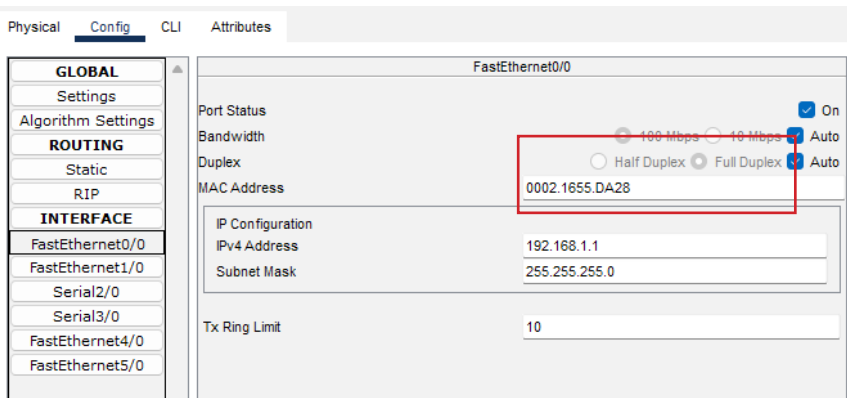 Physical Config CLI Attributes
GLOBAL
Settings
Algorithm Settings
ROUTING
Static
RIP
INTERFACE
FastEthernet0/0
FastEthernet1/0
Serial2/0
Serial3/0
FastEthernet4/0
FastEthernet5/0
FastEthernet0/0
Port Status On
Bandwidth 100 Mbps 10 Mbps Auto
Duplex Half Duplex Full Duplex Auto
MAC Address 0002.1655.DA28
IP Configuration
IPv4 Address 192.168.1.1
Subnet Mask 255.255.255.0
Tx Ring Limit 10